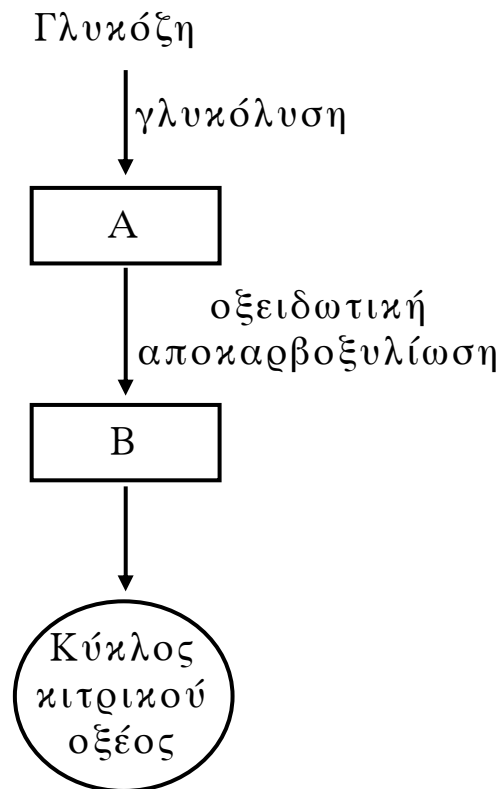 Γλυκόζη
γλυκόλυση
Α
οξειδωτική
αποκαρβοξυλίωση
Β
Κύκλος
κιτρικού
οξέος